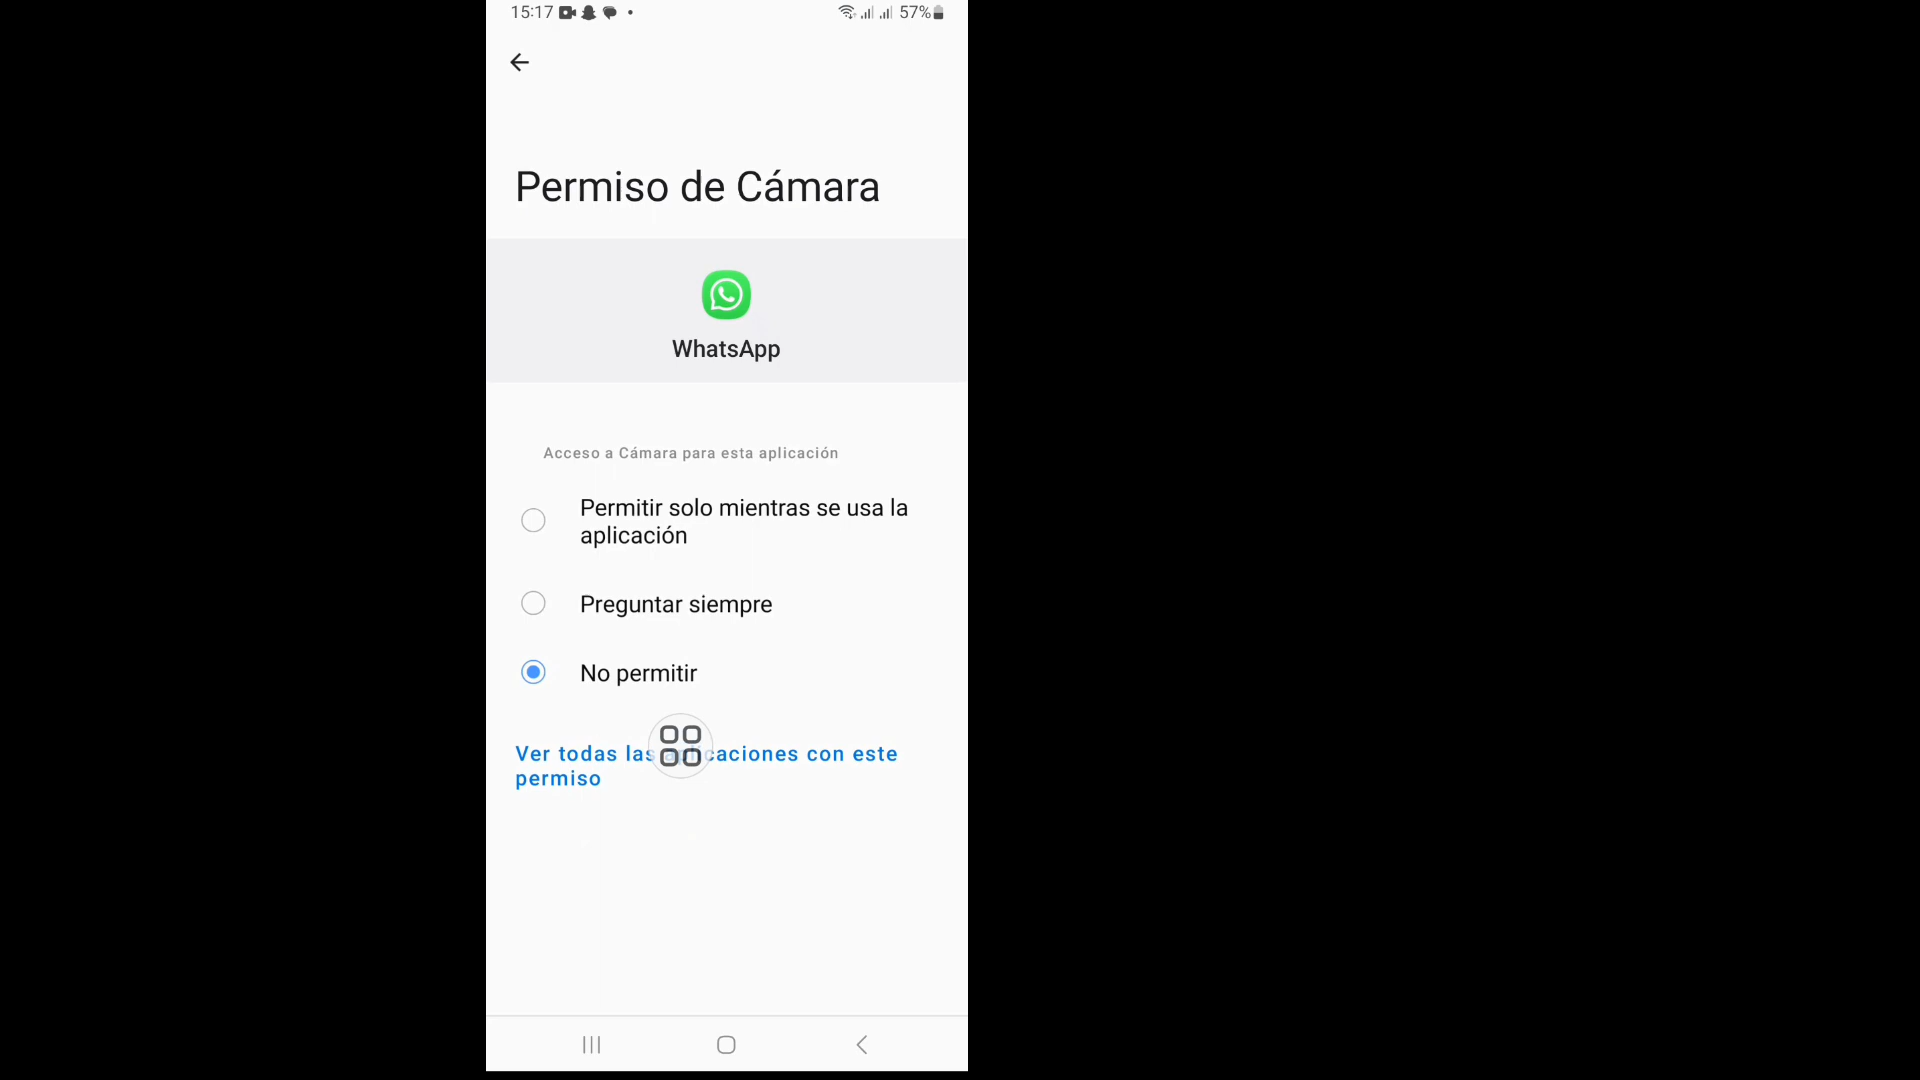 15:17
57%
Permiso de Cámara
WhatsApp
Acceso a Cámara para esta aplicación
Permitir solo mientras se usa la
aplicación
Preguntar siempre
No permitir
Ver todas las aplicaciones con este
permiso